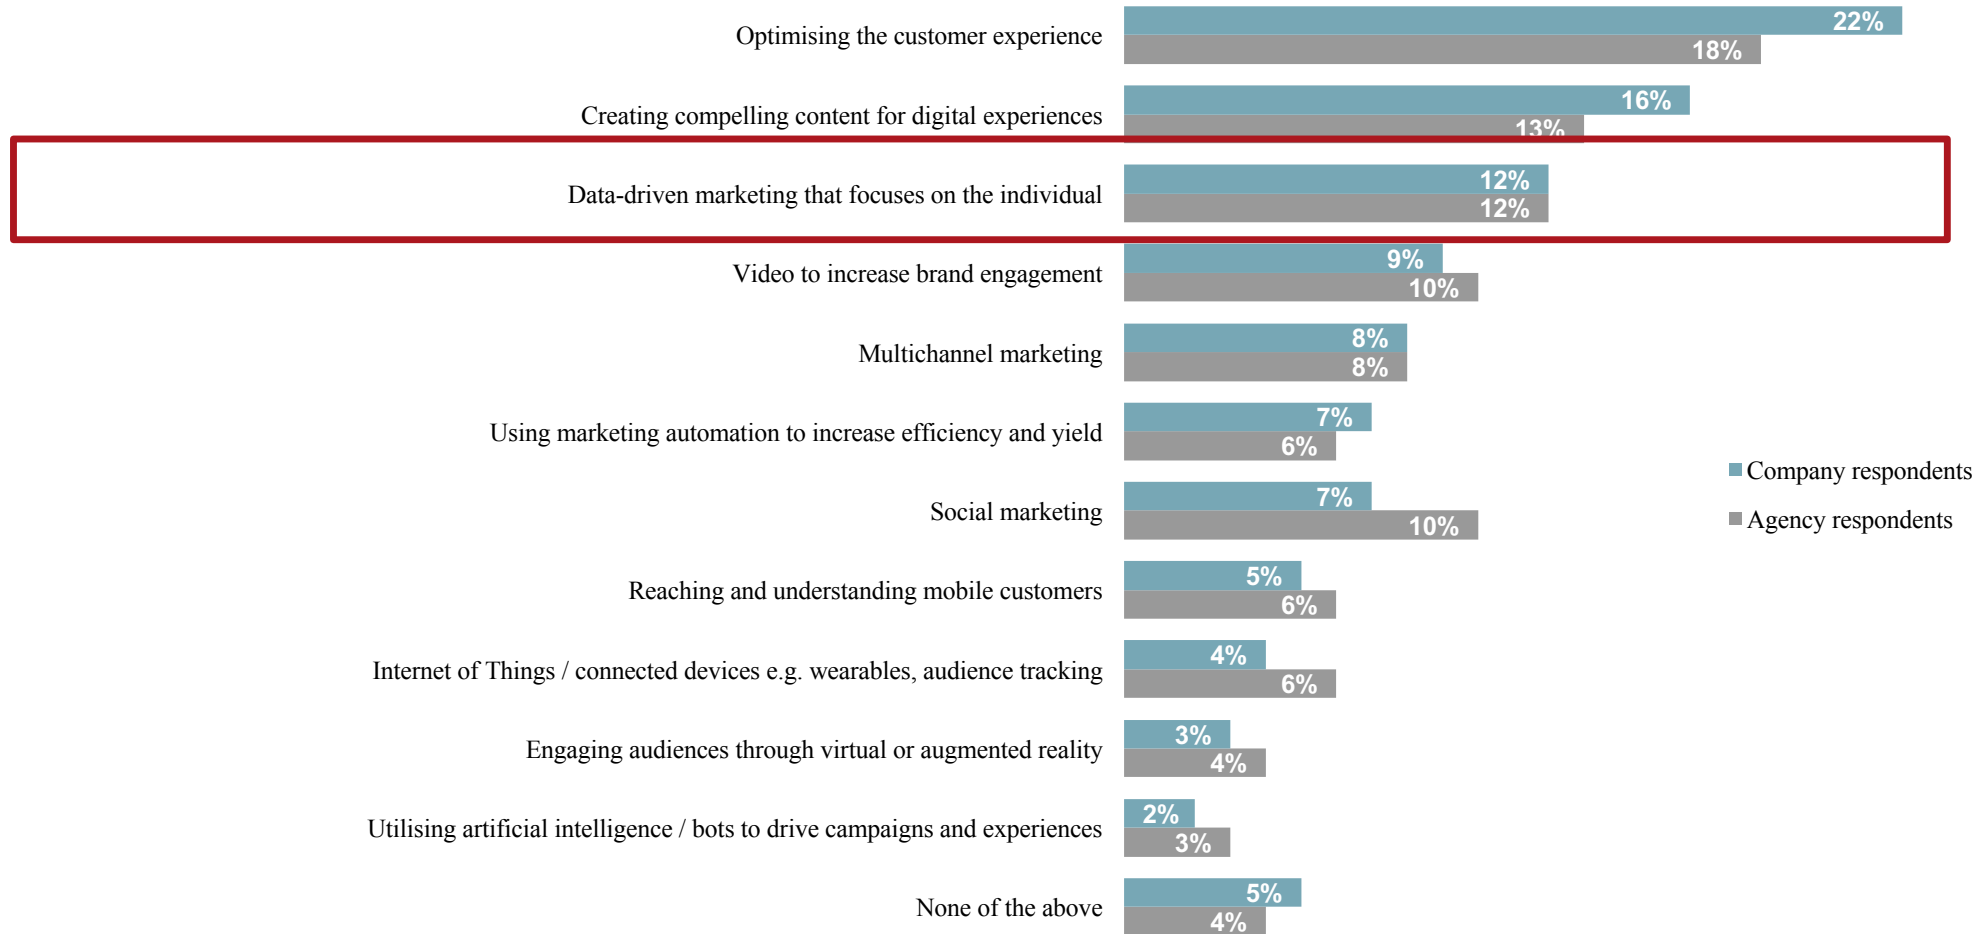 Optimising the customer experience
22%
18%
Creating compelling content for digital experiences
16%
13%
Data-driven marketing that focuses on the individual
12%
12%
Video to increase brand engagement
9%
10%
Multichannel marketing
8%
8%
Using marketing automation to increase efficiency and yield
7%
6%
Social marketing
7%
10%
Reaching and understanding mobile customers
5%
6%
Internet of Things / connected devices e.g. wearables, audience tracking
4%
6%
Engaging audiences through virtual or augmented reality
3%
4%
Utilising artificial intelligence / bots to drive campaigns and experiences
2%
3%
None of the above
5%
4%
Company respondents
Agency respondents